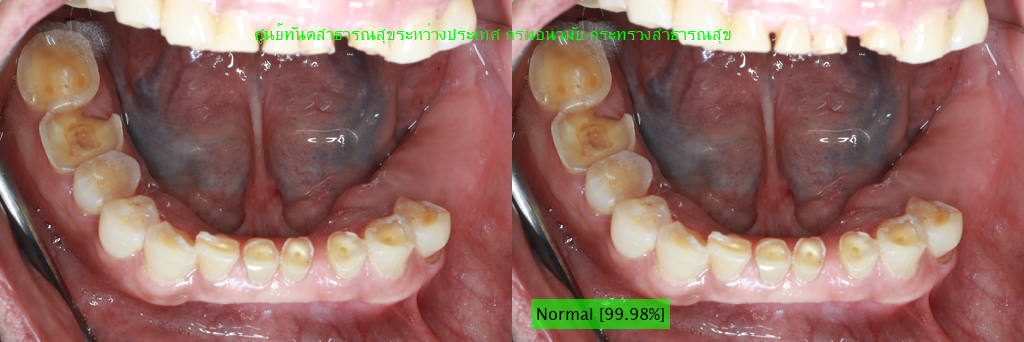 ศูนย์ทันตสาธารณสุขระหว่างประเทศ กรมอนามัย กระทรวงสาธารณสุข
Normal [99.98%]